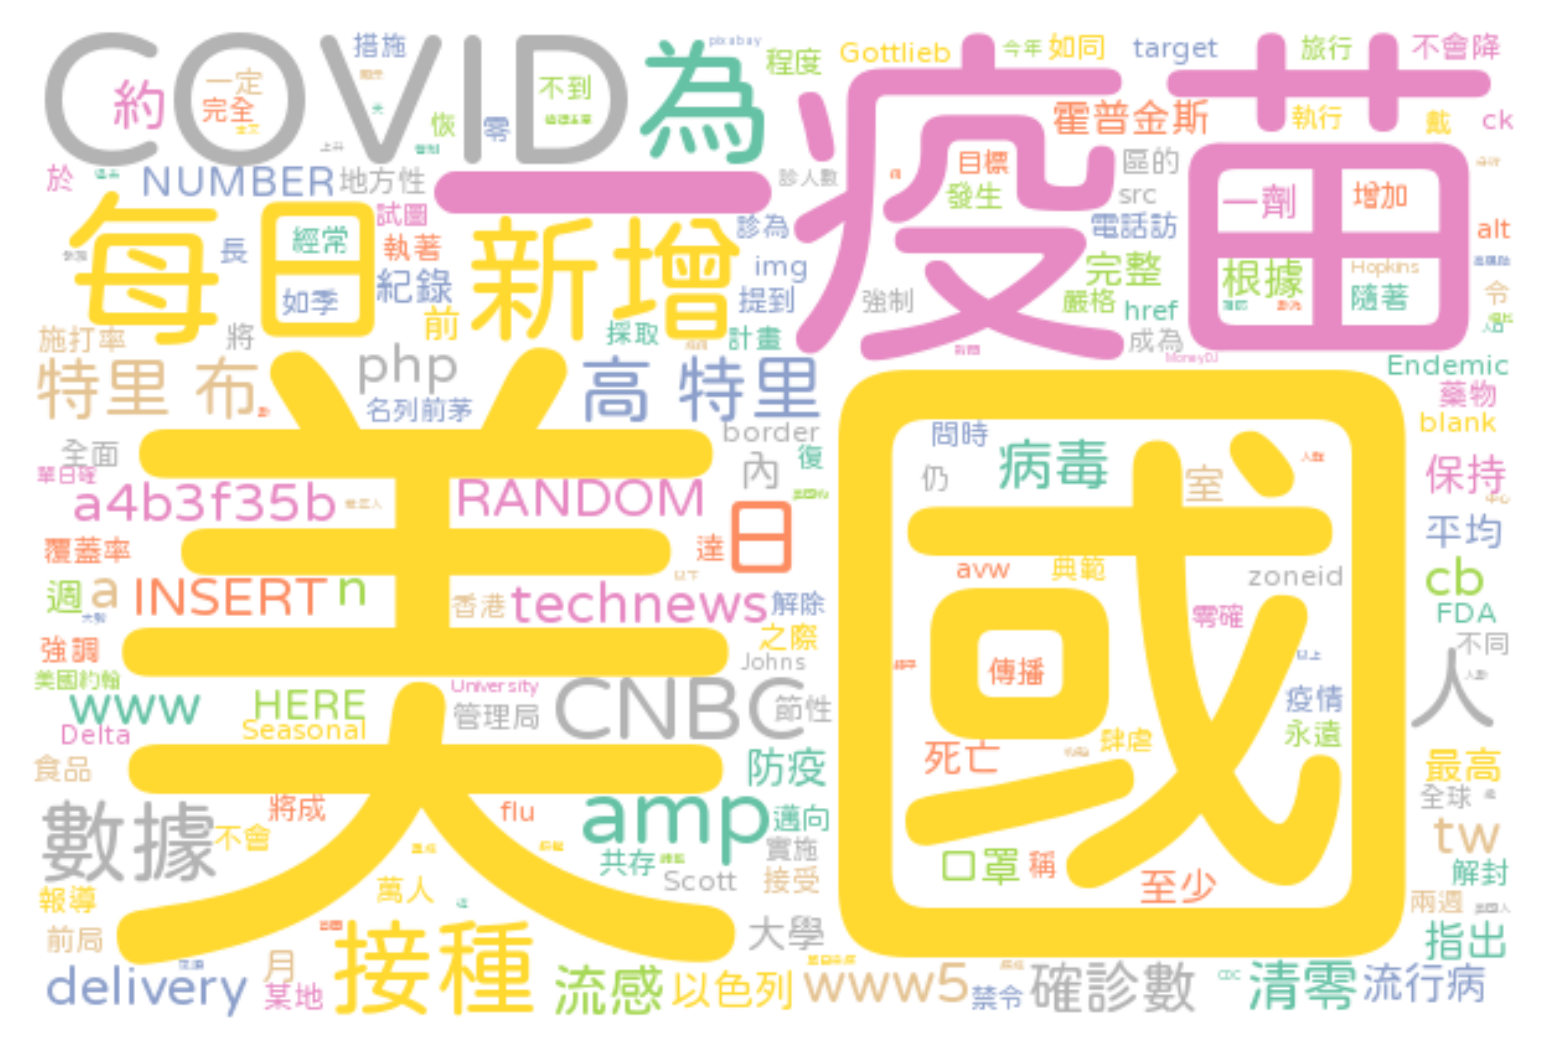 COVID
措施
為
pixabay
程度
Gottlieb
疫苗
今年
如同
target
旅行
不會降
約
一定
完全
不到
恢
零
霍普金斯
執行
戴
ck
於
NUMBER
地方性
一
診人數
目標
發生
區的
src
一劑
增加
每日
新增
試圖
經常
長
執著
診為
img
電話訪
alt
如季
紀錄
前
提到
強制
完整
嚴格
href
根據
Hopkins
隨著
令
施打率
將
採取
計畫
成為
MoneyDJ
特里
布
php
名列前茅
高
特里
Endemic
藥物
blank
美國
全面
單日確
border
內
復
問時
仍
病毒
室
保持
a4b3f35b
RANDOM
日
平均
覆蓋率
達
週
a
INSERT
n
香港
technews
解除
avw
典範
zoneid
cb
FDA
強調
之際
零確
不同
美國約翰
Johns
傳播
人
www
HERE
University
管理局
CNBC
節性
疫情
Delta
Seasonal
永遠
食品
防疫
死亡
肆虐
最高
全球
數據
不會
將成
flu
amp
邁向
tw
共存
實施
口罩
稱
至少
解封
報導
萬人
Scott
接受
兩週
前局
大學
指出
接種
月
delivery
某地
流感
以色列
www5
禁令
確診數
CDC
清零
流行病